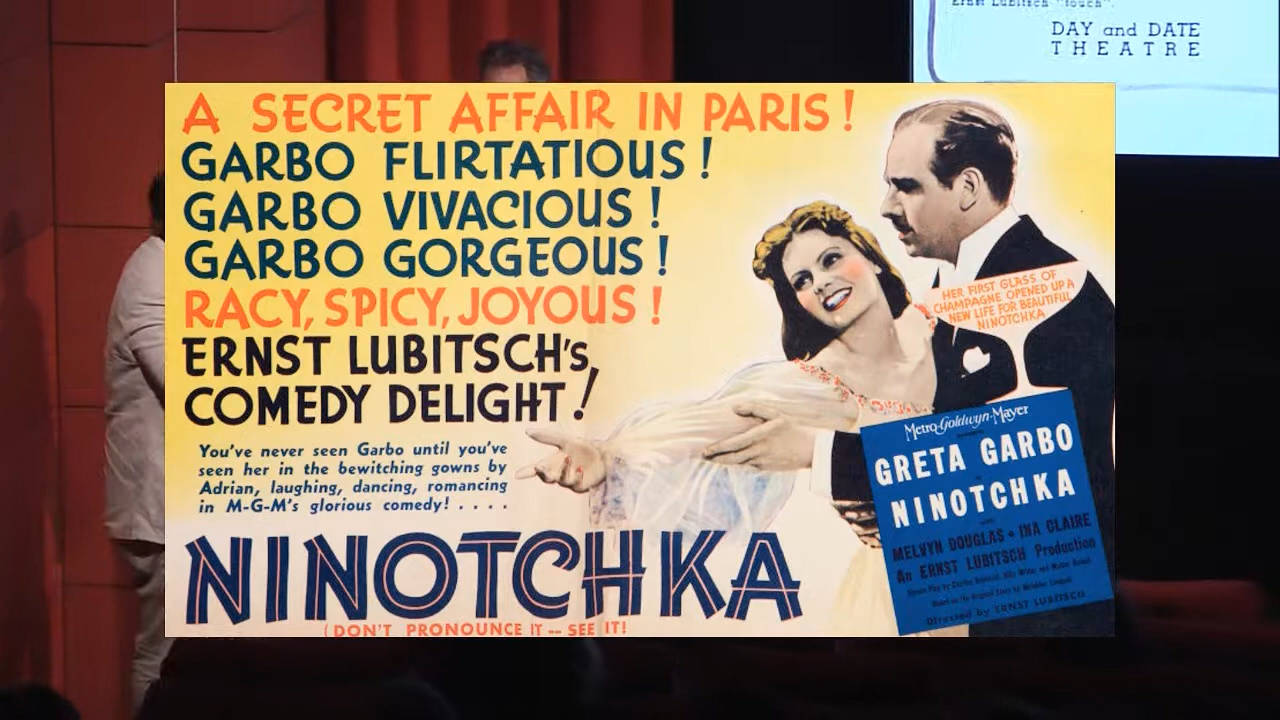 Ernst Lubitsch "touch".
DAY and DATE
THEATRE
A SECRET AFFAIR IN PARIS!
GARBO FLIRTATIOUS!
GARBO VIVACIOUS!
GARBO GORGEOUS!
RACY, SPICY, JOYOUS!
ERNST LUBITSCH's,
COMEDY DELIGHT!
You've never seen Garbo until you've
seen her in the bewitching gowns by
Adrian, laughing, dancing, romancing
in M-G-M's glorious comedy! ....
NINOTCHKA
(DON'T PRONOUNCE IT -- SEE IT!
HER FIRST GLASS OF
CHAMPAGNE OPENED UP A
NEW LIFE FOR BEAUTIFUL
NINOTCHKA
Metro-Goldwyn-Mayer
GRETA GARBO
NINOTCHKA
MELVYN DOUGLAS • INA CLAIRE
An ERNST LUBITSCH Production
Directed by ERNST LUBITSCH